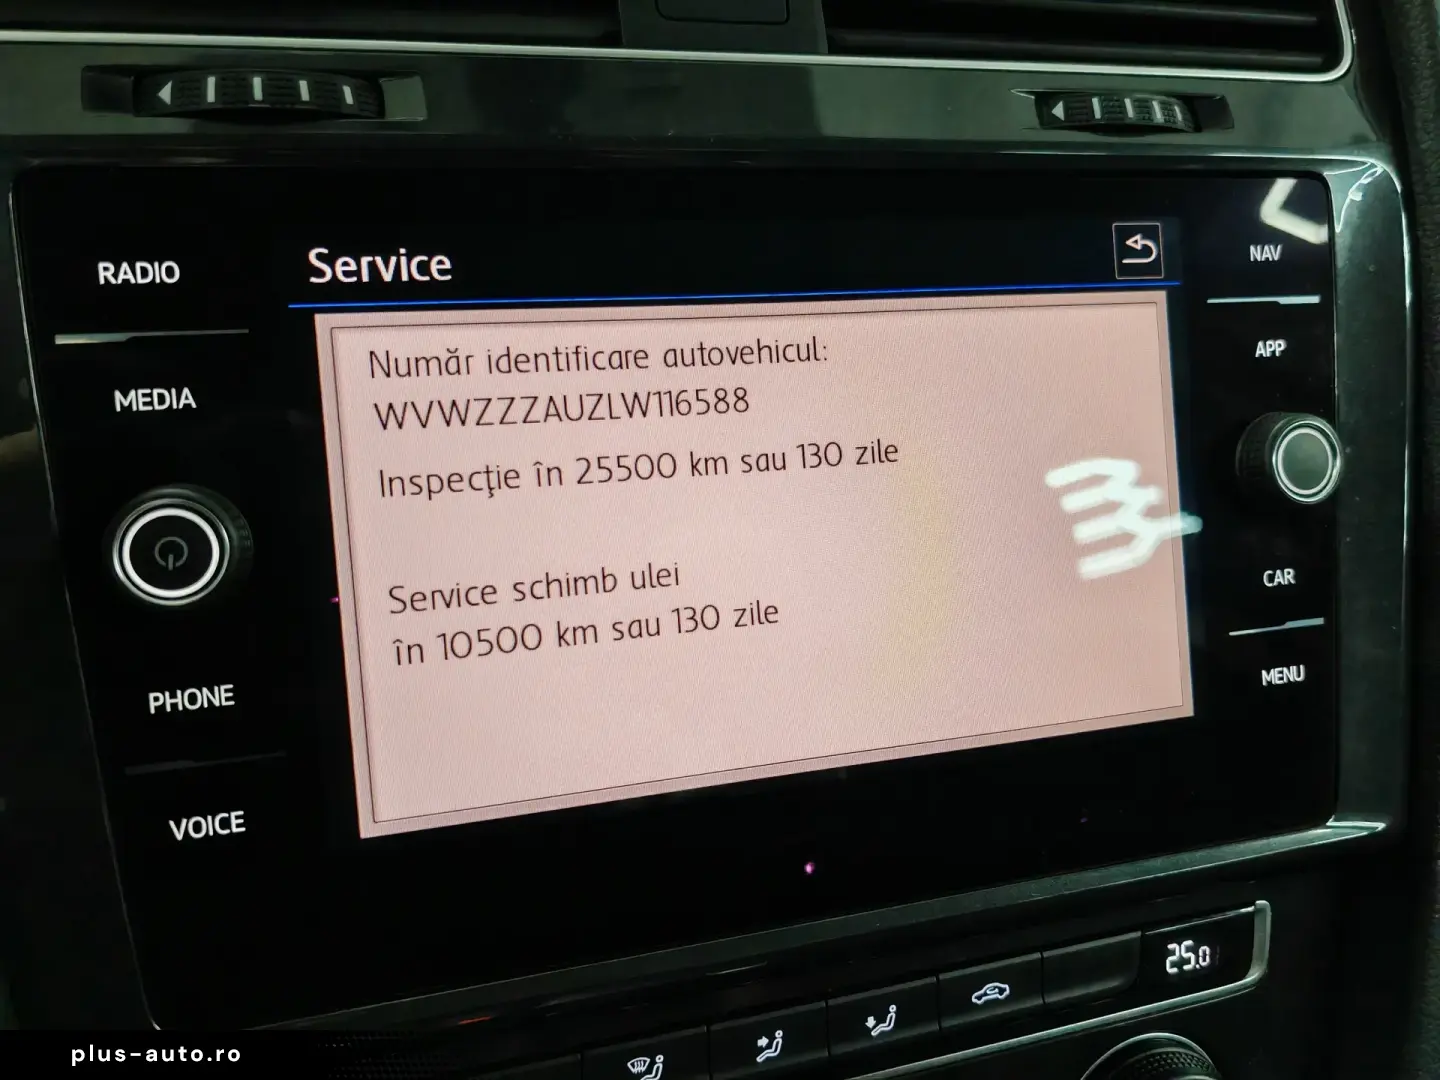 RADIO
MEDIA
PHONE
VOICE
Service
Număr identificare autovehicul:
WVWZZZAUZLW116588
Inspecţie în 25500 km sau 130 zile
Service schimb ulei
în 10500 km sau 130 zile
NAV
APP
CAR
MENU
25.0
plus-auto.ro